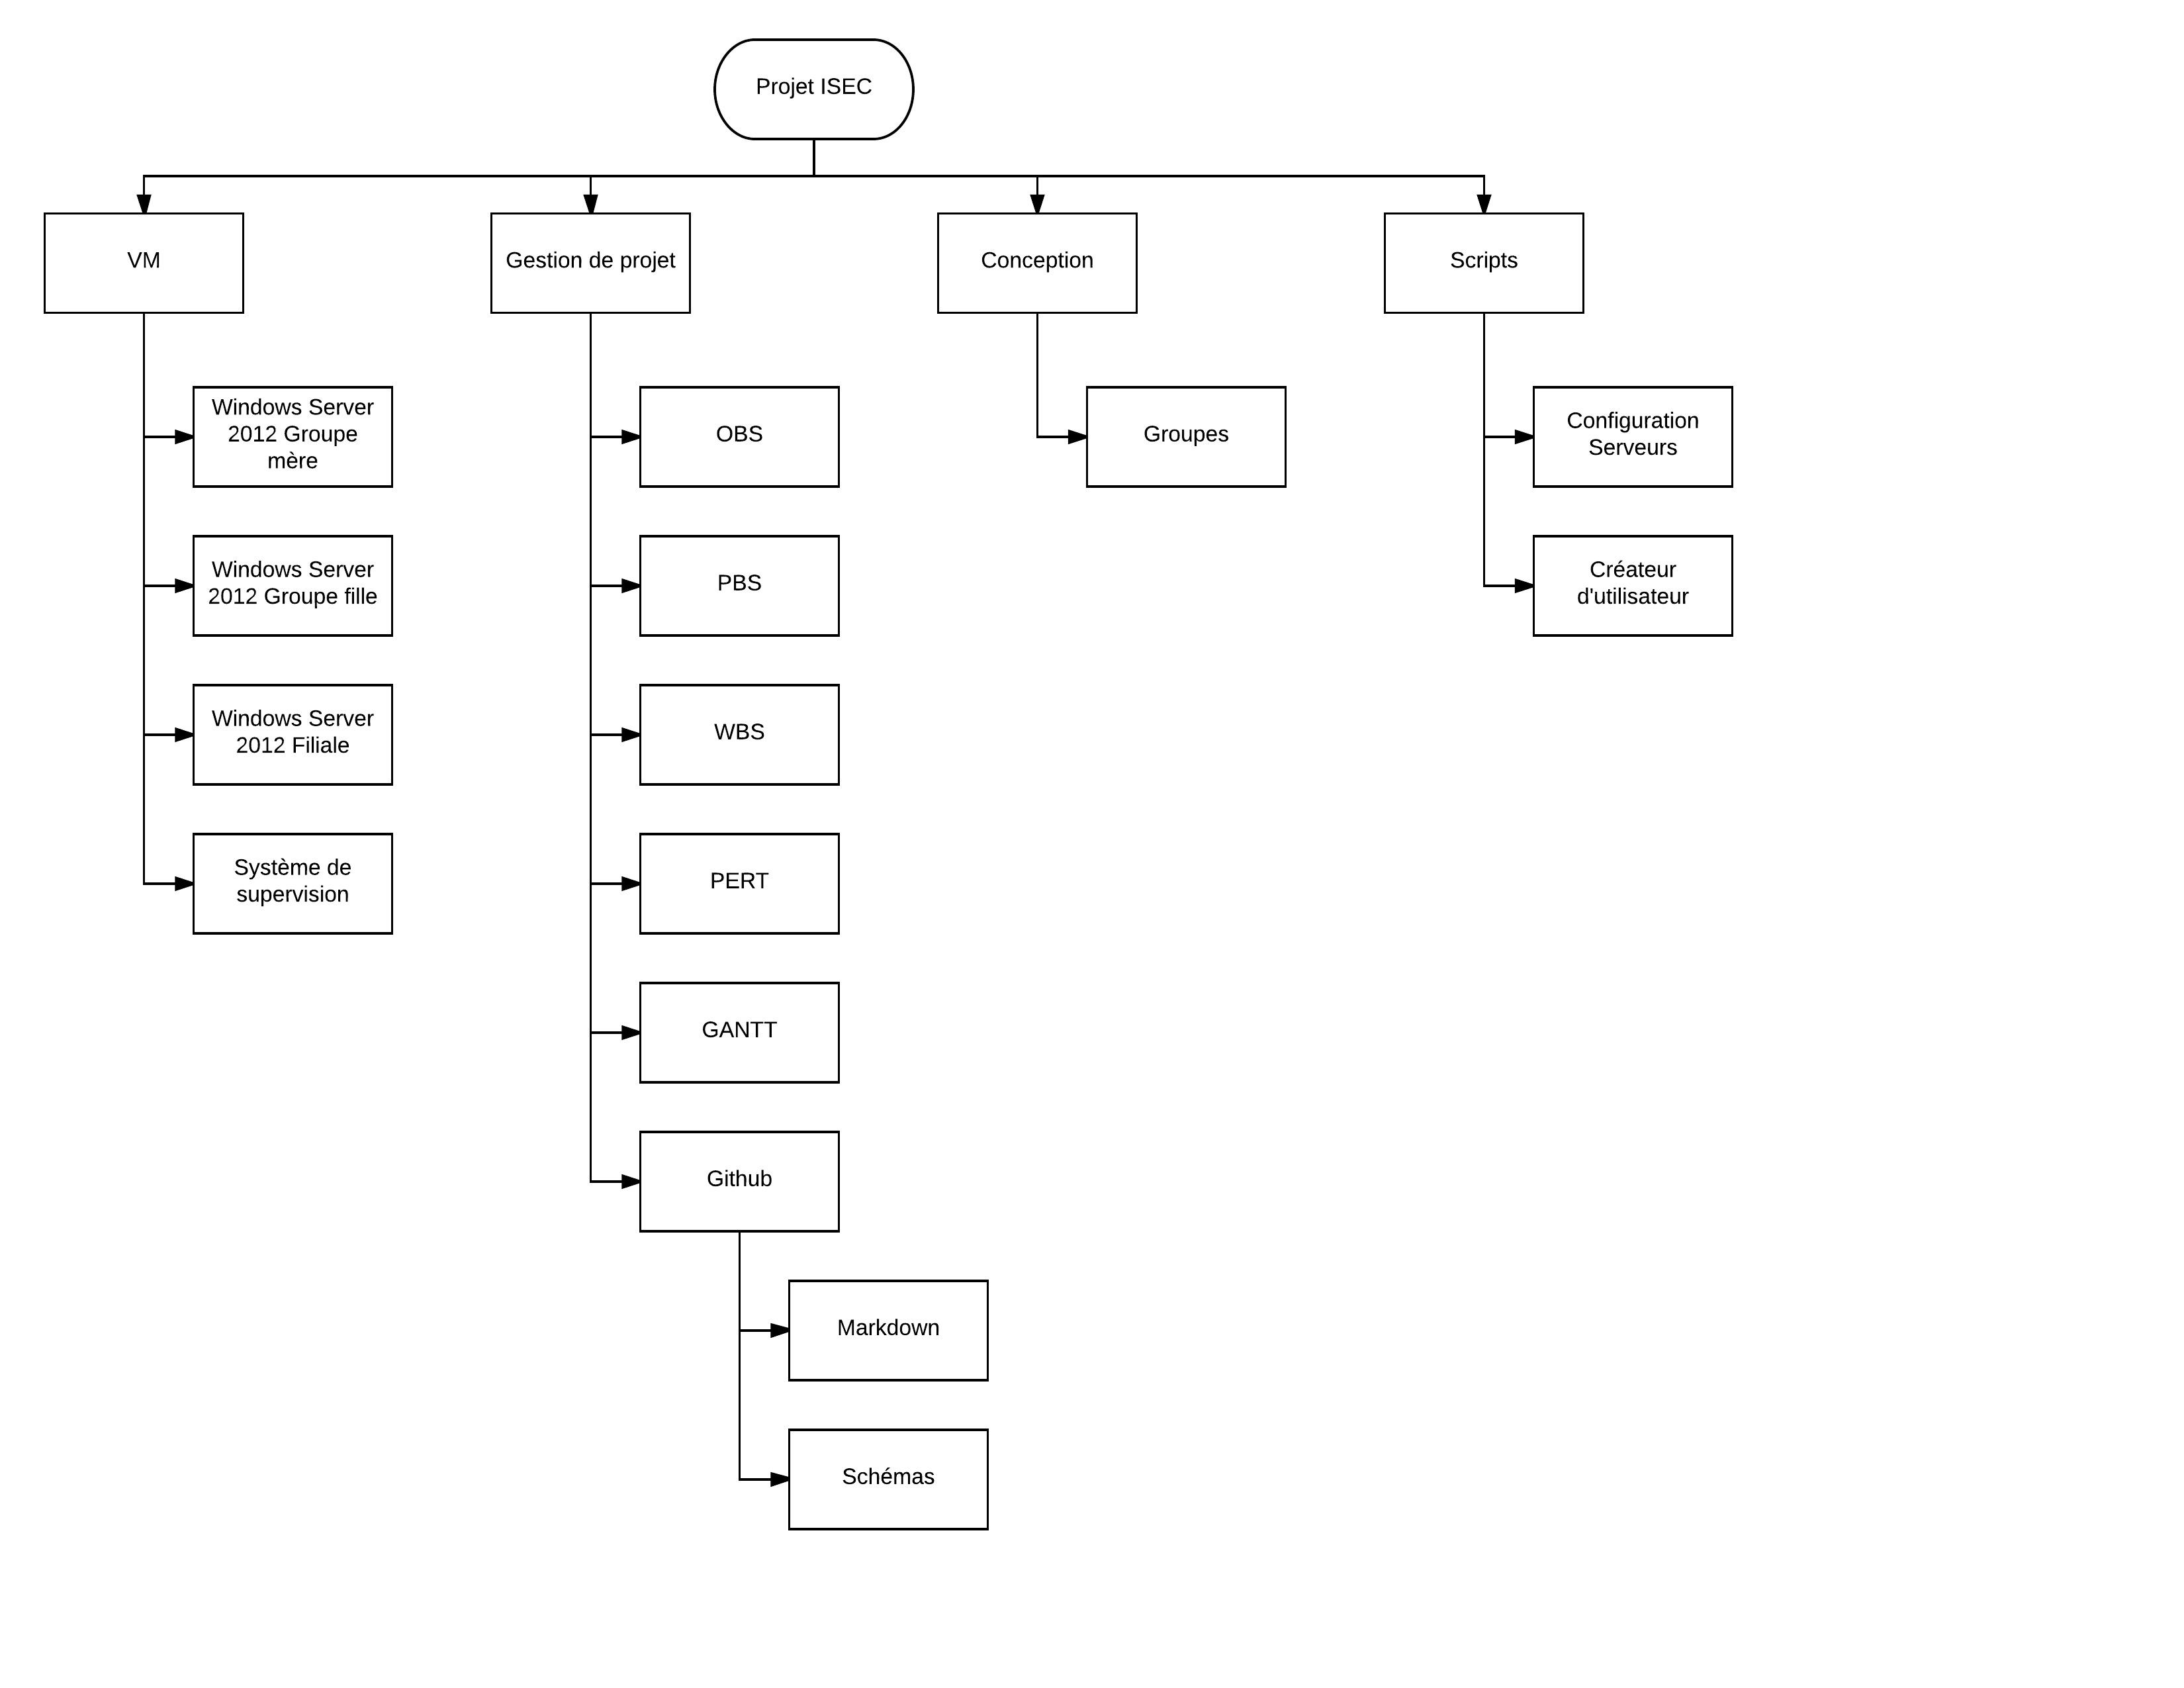 Projet ISEC
VM
Gestion de projet
Conception
Scripts
Windows Server
2012 Groupe
mère
OBS
Groupes
Configuration
Serveurs
Windows Server
2012 Groupe fille
PBS
Créateur
d'utilisateur
Windows Server
2012 Filiale
WBS
Système de
supervision
PERT
GANTT
Github
Markdown
Schémas